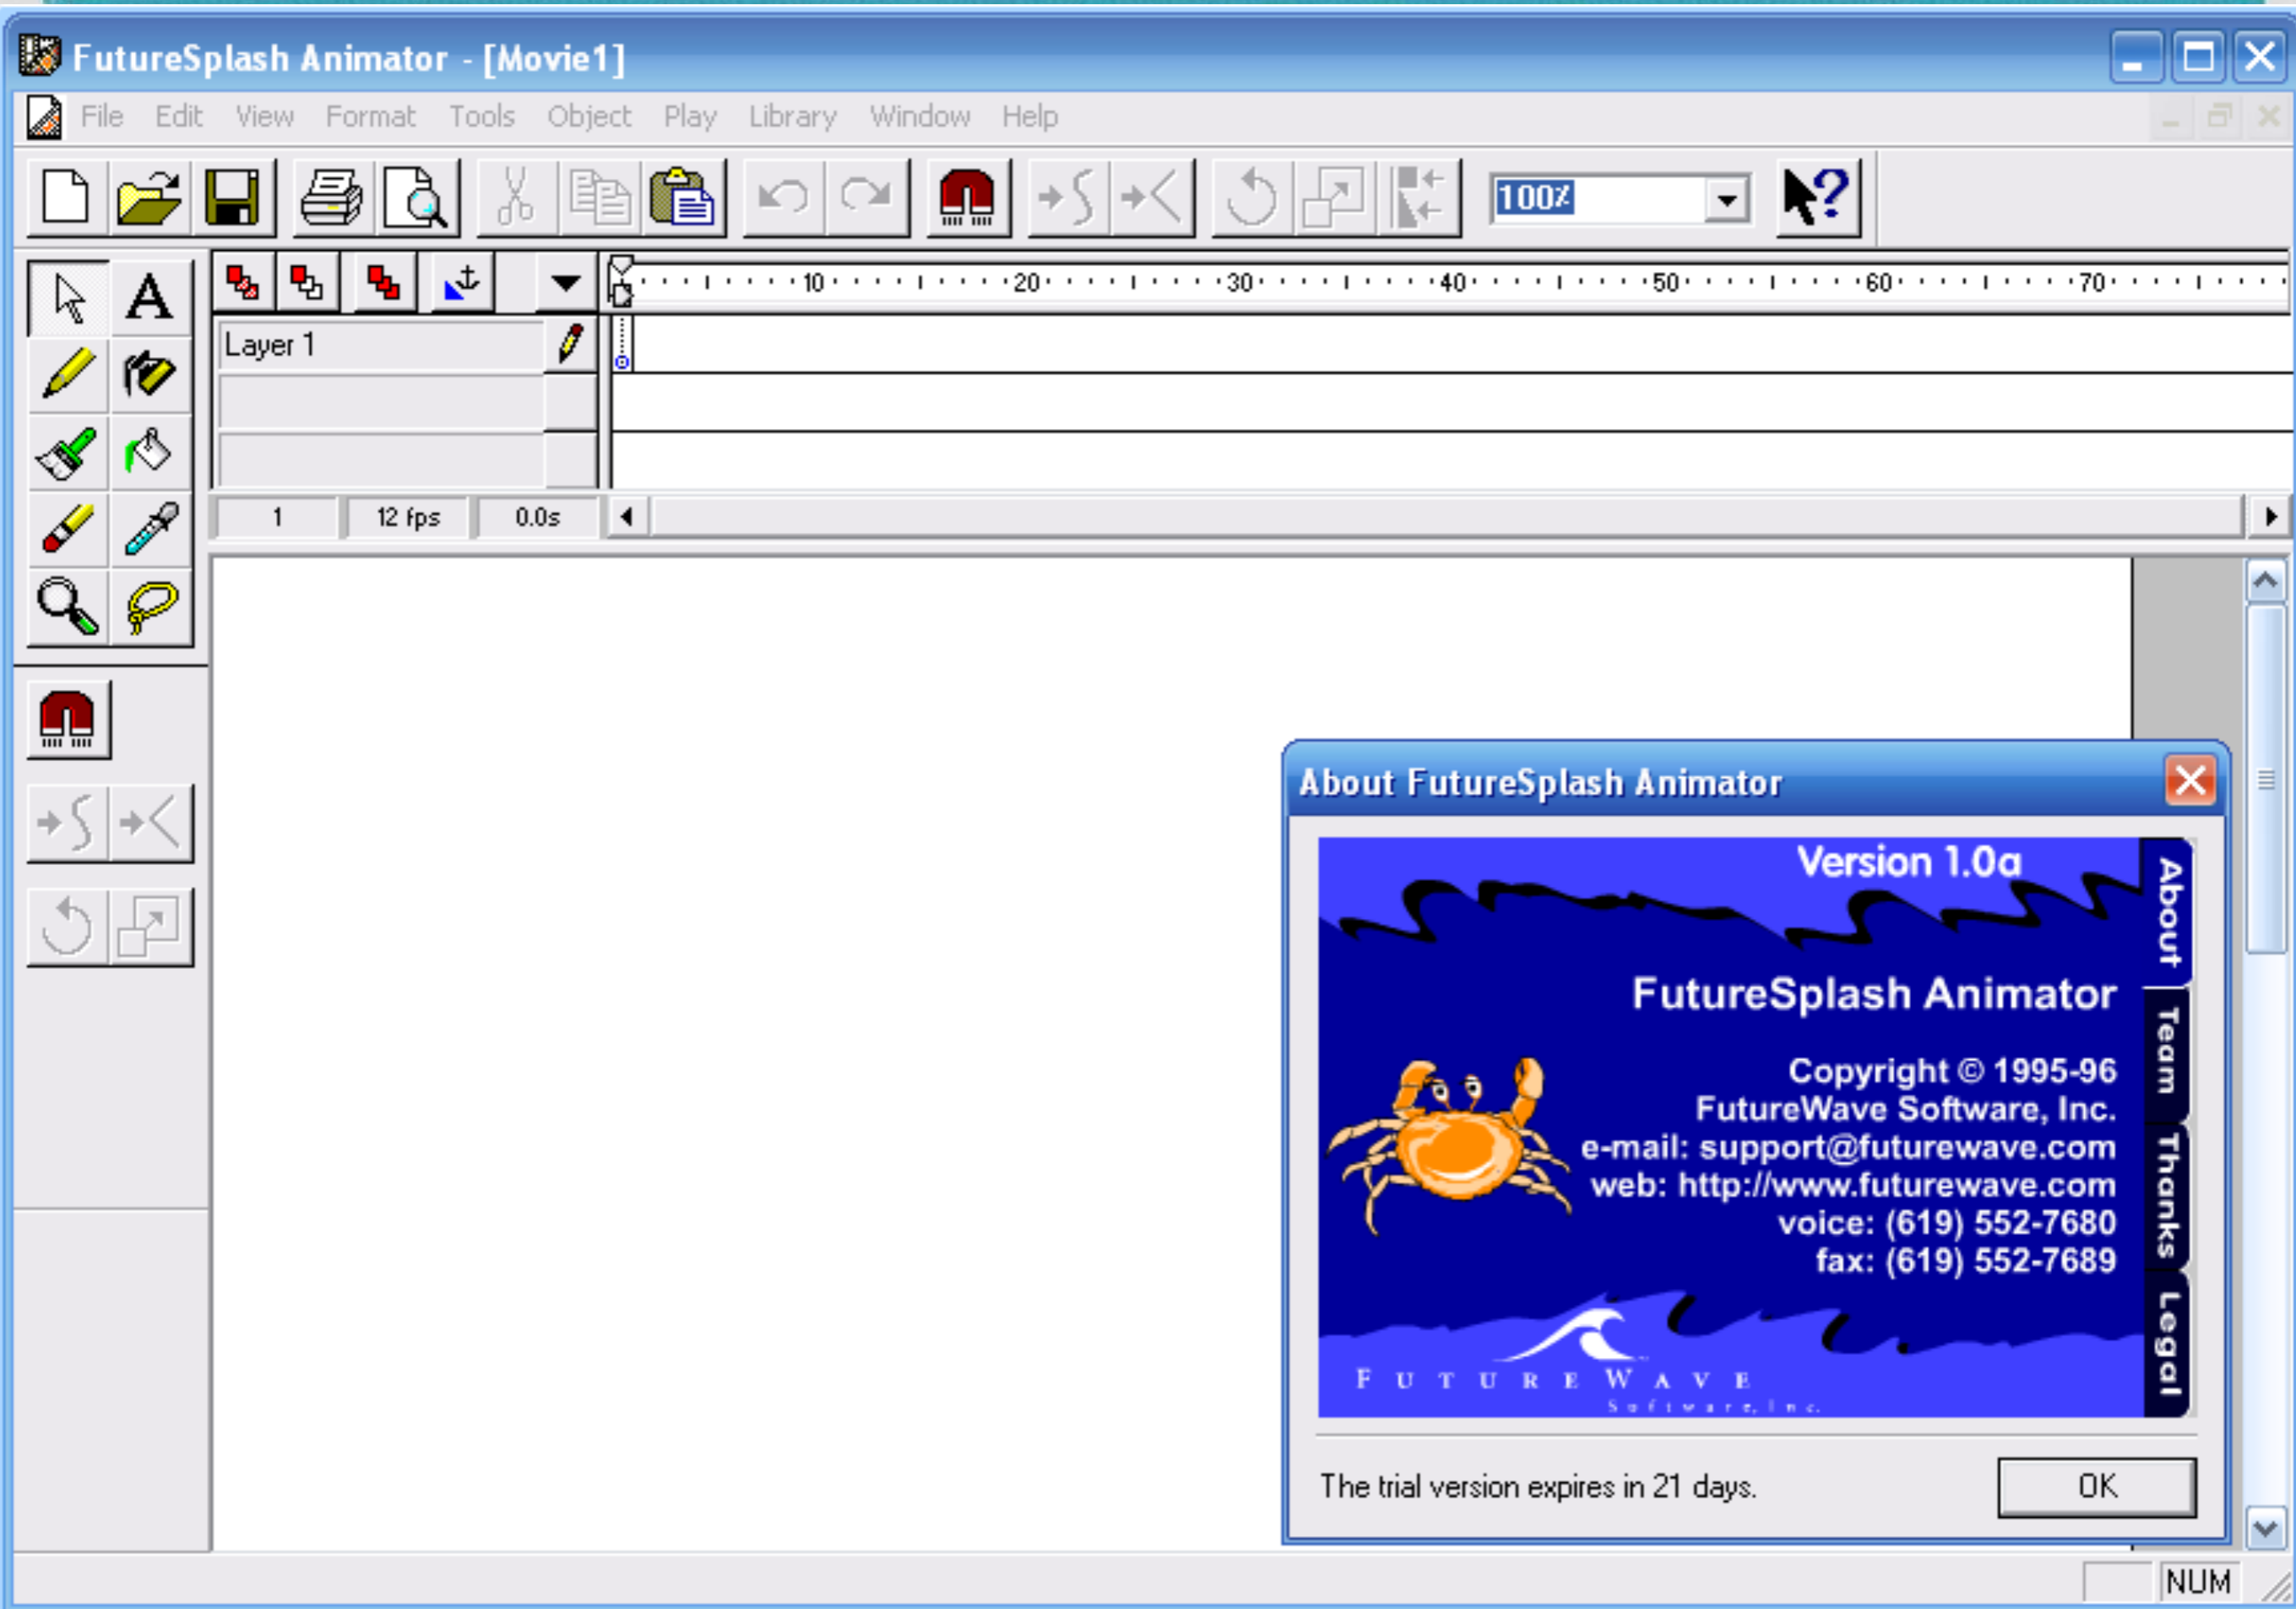 FutureSplash Animator - [Movie1]
File Edit View Format Tools Object Play Library Window Help
100%
A
10 20 30 40 50 60 70
Layer 1
1 12 fps 0.0s
About FutureSplash Animator
Version 1.0a
FutureSplash Animator
Copyright © 1995-96
FutureWave Software, Inc.
e-mail: support@futurewave.com
web: http://www.futurewave.com
voice: (619) 552-7680
fax: (619) 552-7689
About
Team
Thanks
Legal
FUTUREWAVE
Software, Inc.
The trial version expires in 21 days.
OK
NUM